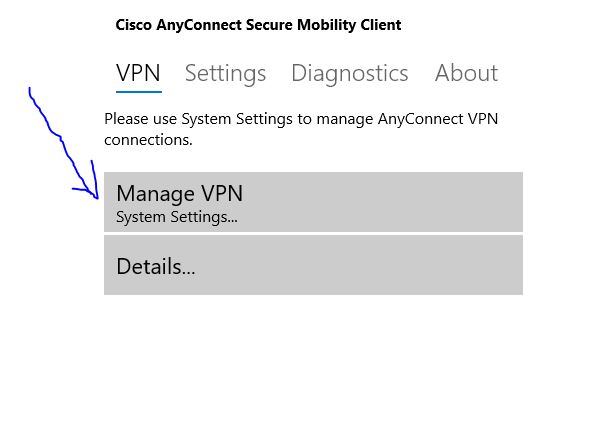 Cisco AnyConnect Secure Mobility Client
VPN Settings Diagnostics About
Please use System Settings to manage AnyConnect VPN
connections.
Manage VPN
System Settings...
Details...